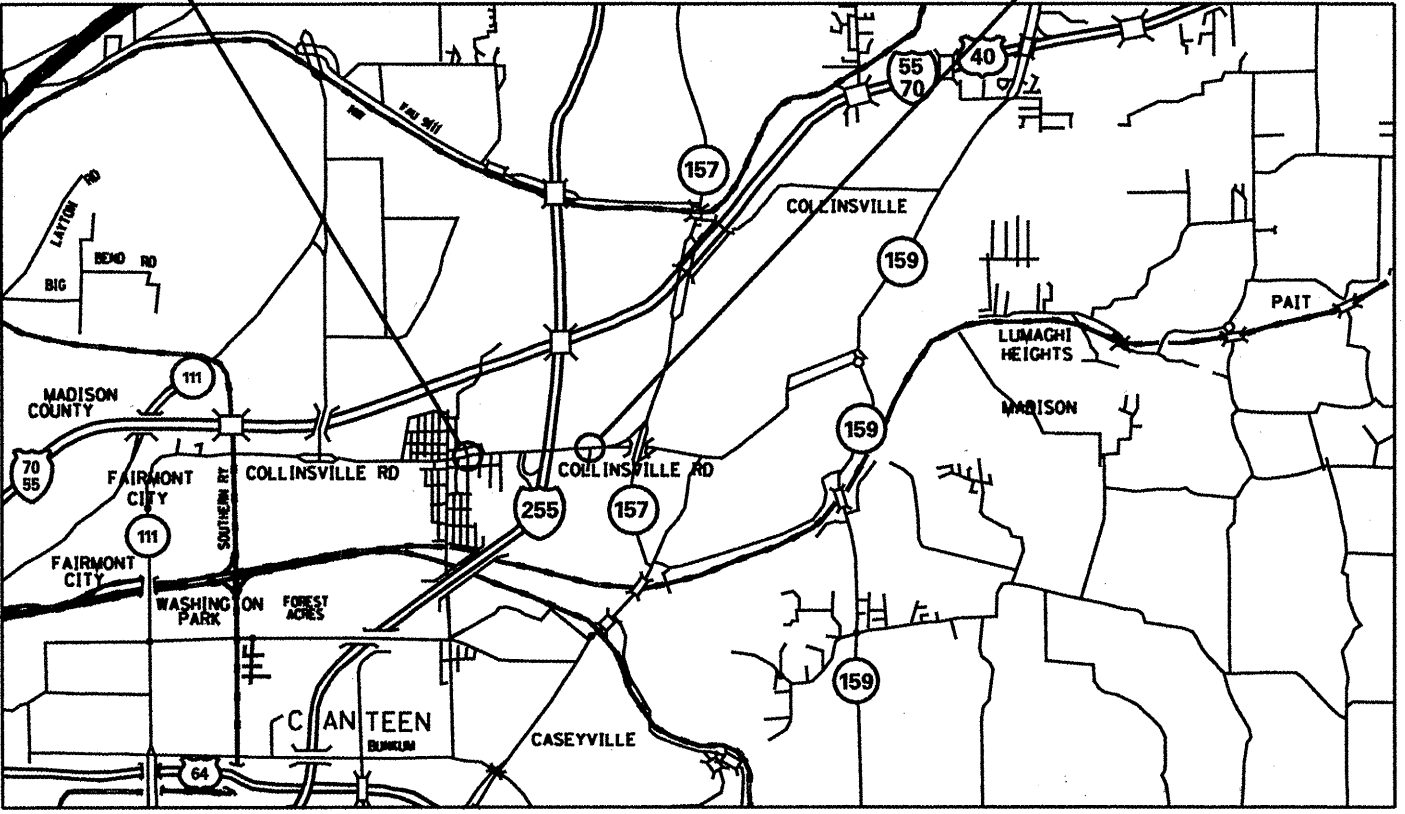 55
70
40
FAU 9111
157
RD
LAYTON
COLLINSVILLE
BEND RD
BIG
159
PAIT
LUMAGHI
HEIGHTS
111
MADISON
COUNTY
MADISON
159
70
55
FAIRMONT
CITY
COLLINSVILLE RD
COLLINSVILLE RD
SOUTHERN RY
255
157
111
FAIRMONT
CITY
WASHINGTON
PARK
FOREST
ACRES
159
CANTEEN
BUNKUM
CASEYVILLE
64